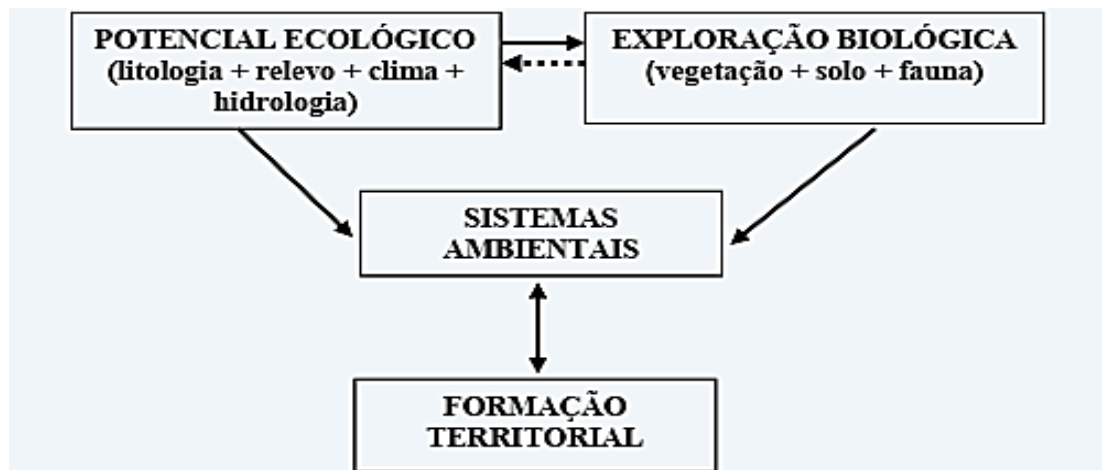 POTENCIAL ECOLÓGICO
(litologia + relevo + clima +
hidrologia)
EXPLORAÇÃO BIOLÓGICA
(vegetação + solo + fauna)
SISTEMAS
AMBIENTAIS
FORMAÇÃO
TERRITORIAL